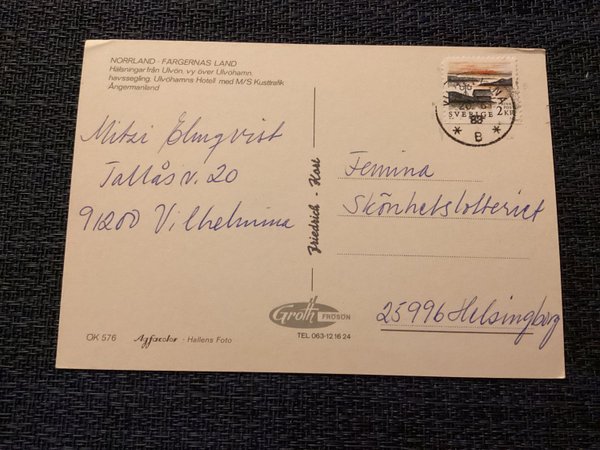 NORRLAND - FÄRGERNAS LAND
Hälsningar från Ulvön, vy över Ulvöhamn.
havssegling, Ulvöhamns Hotell med M/S Kusttrafik
Ångermanland
Mitzi Elmqvist
Tallåsv. 20
91200 Vilhelmina
Friedrich - Karl
2 KR
SVERIGE
83
* B *
Femina
Skönhetslotteriet
25996 Helsingborg
Groth FRÖSÖN
TEL 063-12 16 24
OK 576 Agfacolor - Hallens Foto